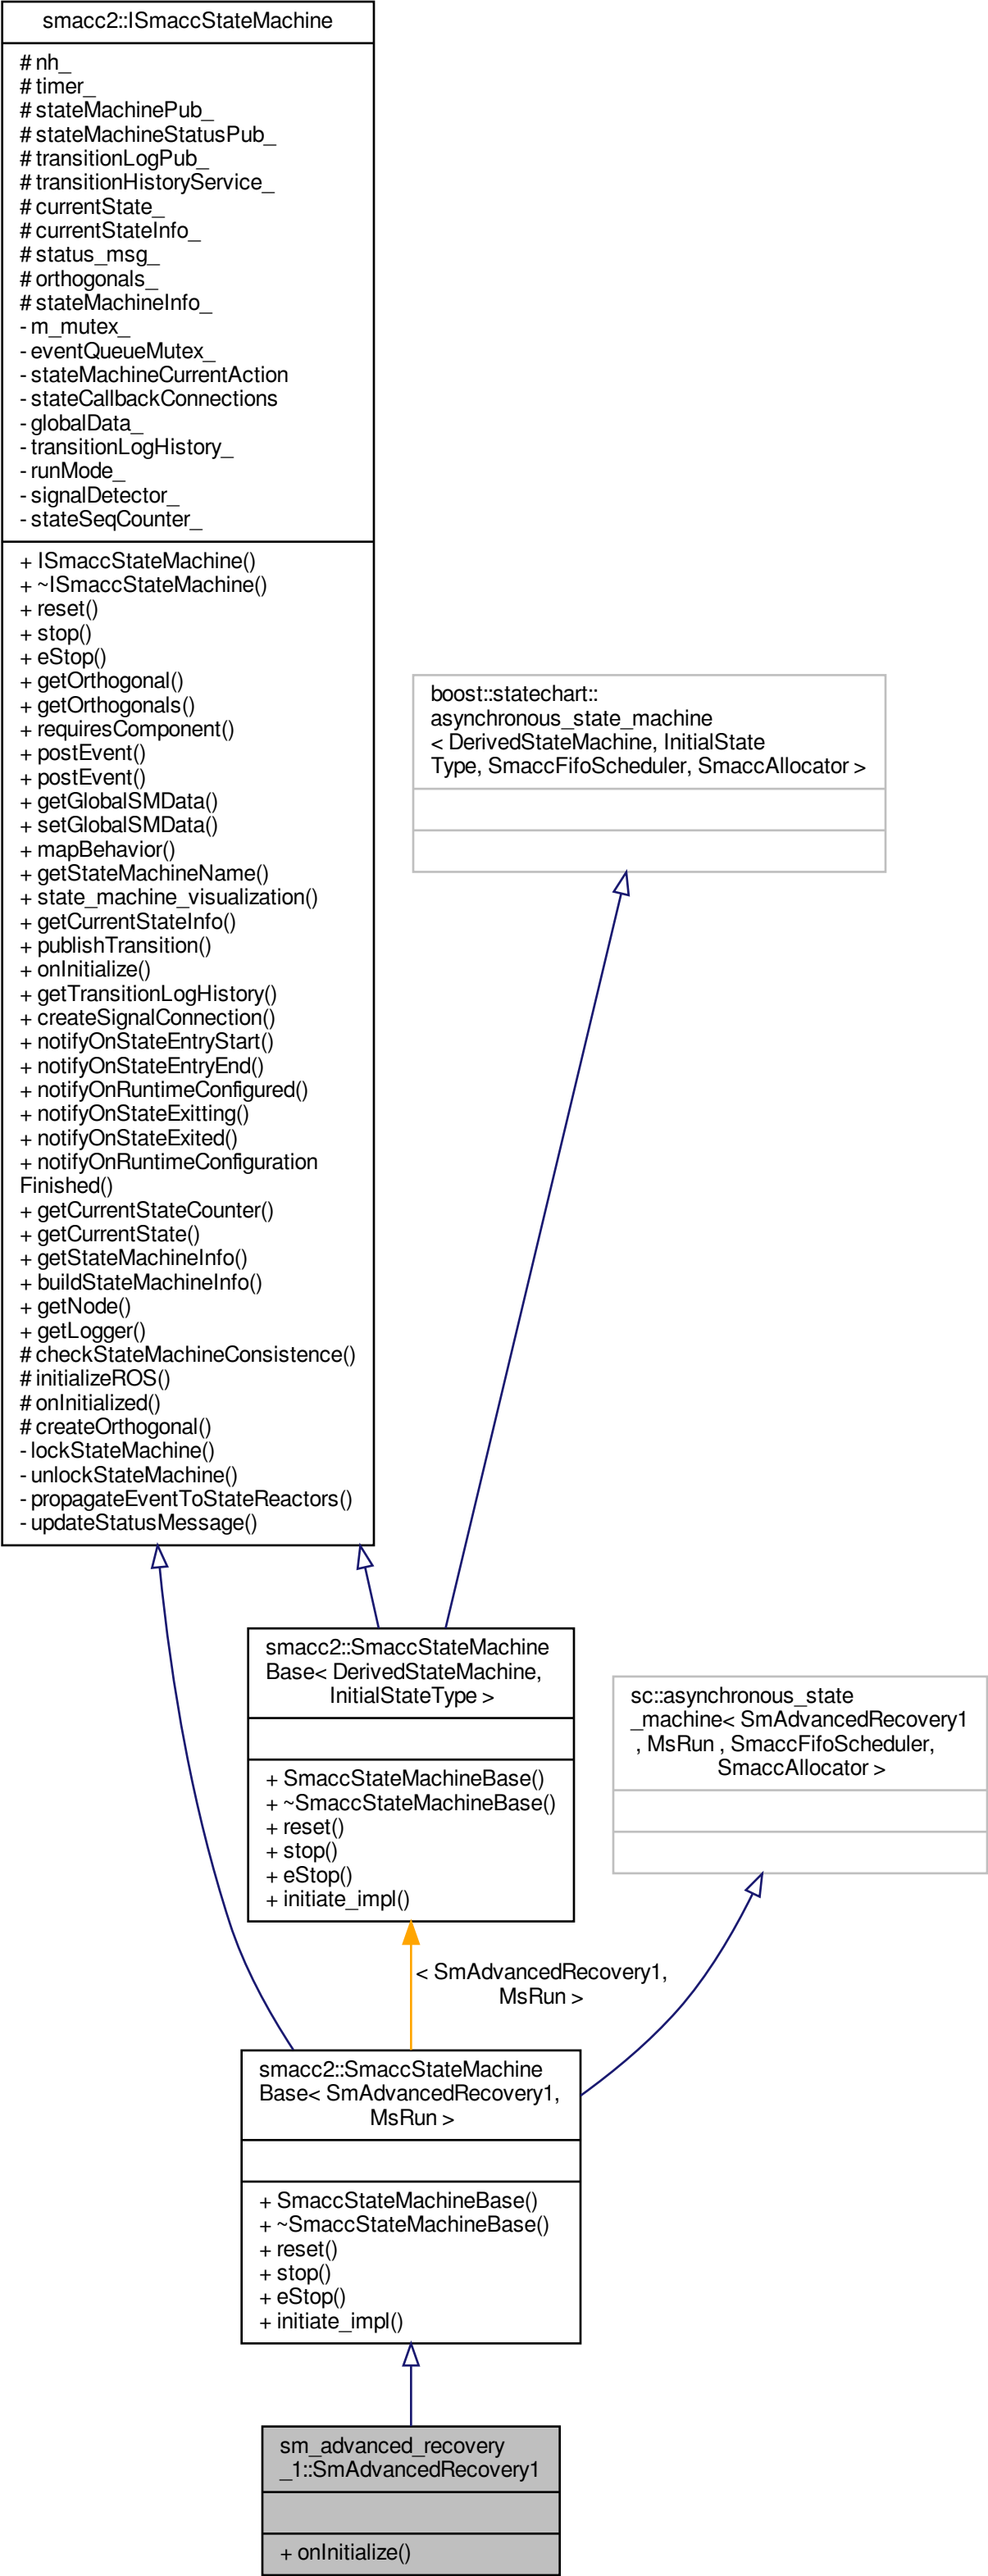 smacc2::ISmaccStateMachine
# nh_
# timer_
# stateMachinePub_
# stateMachineStatusPub_
# transitionLogPub_
# transitionHistoryService_
# currentState_
# currentStateInfo_
# status_msg_
# orthogonals_
# stateMachineInfo_
- m_mutex_
- eventQueueMutex_
- stateMachineCurrentAction
- stateCallbackConnections
- globalData_
- transitionLogHistory_
- runMode_
- signalDetector_
- stateSeqCounter_
+ ISmaccStateMachine()
+ ~ISmaccStateMachine()
+ reset()
+ stop()
+ eStop()
+ getOrthogonal()
+ getOrthogonals()
+ requiresComponent()
+ postEvent()
+ postEvent()
+ getGlobalSMData()
+ setGlobalSMData()
+ mapBehavior()
+ getStateMachineName()
+ state_machine_visualization()
+ getCurrentStateInfo()
+ publishTransition()
+ onInitialize()
+ getTransitionLogHistory()
+ createSignalConnection()
+ notifyOnStateEntryStart()
+ notifyOnStateEntryEnd()
+ notifyOnRuntimeConfigured()
+ notifyOnStateExitting()
+ notifyOnStateExited()
+ notifyOnRuntimeConfiguration
Finished()
+ getCurrentStateCounter()
+ getCurrentState()
+ getStateMachineInfo()
+ buildStateMachineInfo()
+ getNode()
+ getLogger()
# checkStateMachineConsistence()
# initializeROS()
# onInitialized()
# createOrthogonal()
- lockStateMachine()
- unlockStateMachine()
- propagateEventToStateReactors()
- updateStatusMessage()
boost::statechart::
asynchronous_state_machine
< DerivedStateMachine, InitialState
Type, SmaccFifoScheduler, SmaccAllocator >
smacc2::SmaccStateMachine
Base< DerivedStateMachine,
InitialStateType >
+ SmaccStateMachineBase()
+ ~SmaccStateMachineBase()
+ reset()
+ stop()
+ eStop()
+ initiate_impl()
sc::asynchronous_state
_machine< SmAdvancedRecovery1
, MsRun , SmaccFifoScheduler,
SmaccAllocator >
< SmAdvancedRecovery1,
MsRun >
smacc2::SmaccStateMachine
Base< SmAdvancedRecovery1,
MsRun >
+ SmaccStateMachineBase()
+ ~SmaccStateMachineBase()
+ reset()
+ stop()
+ eStop()
+ initiate_impl()
sm_advanced_recovery
_1::SmAdvancedRecovery1
+ onInitialize()